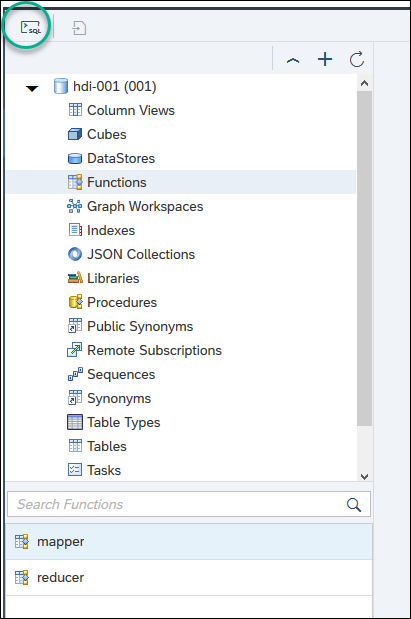 SQL
hdi-001 (001)
Column Views
Cubes
DataStores
Functions
Graph Workspaces
Indexes
JSON Collections
Libraries
Procedures
Public Synonyms
Remote Subscriptions
Sequences
Synonyms
Table Types
Tables
Tasks
Search Functions
mapper
reducer